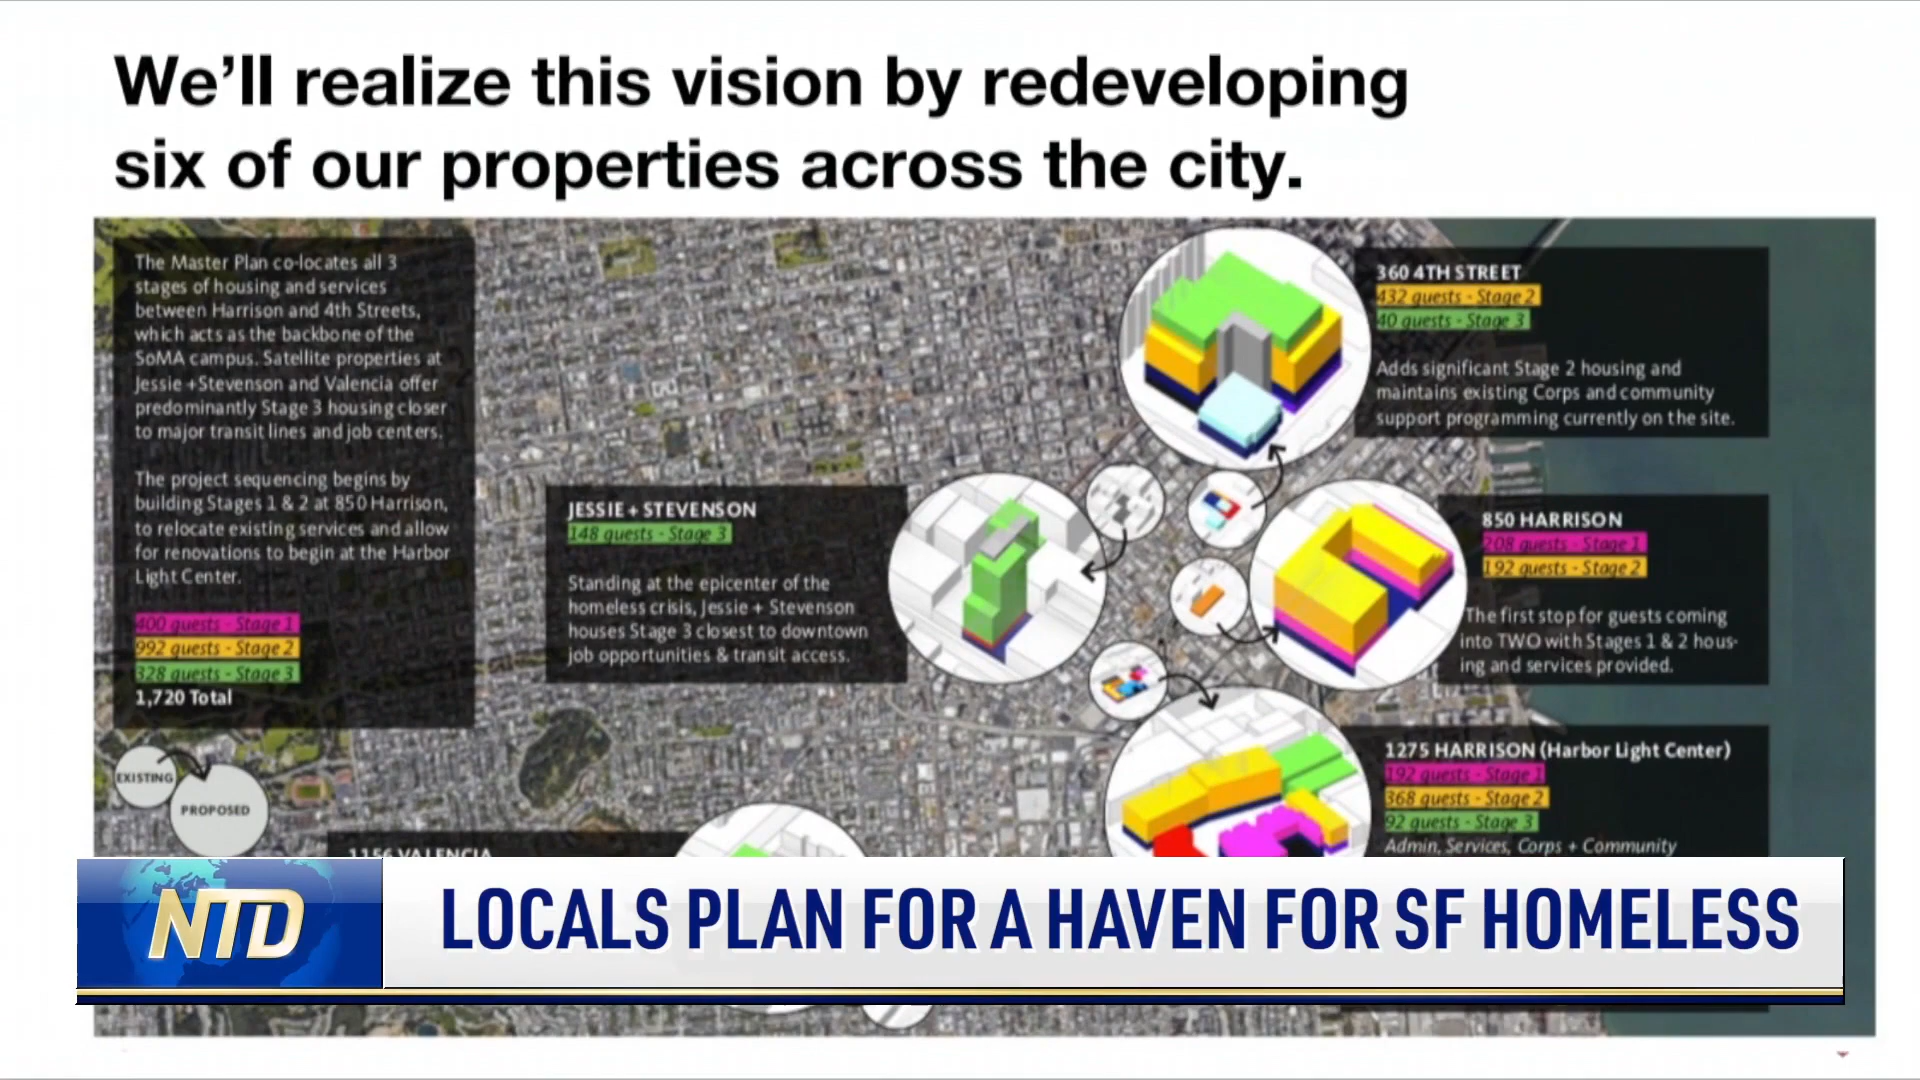 We'll realize this vision by redeveloping
six of our properties across the city.
The Master Plan co-locates all 3
stages of housing and services
between Harrison and 4th Streets,
which acts as the backbone of the
SoMA campus. Satellite properties at
Jessie + Stevenson and Valencia offer
predominantly Stage 3 housing closer
to major transit lines and job centers.
The project sequencing begins by
building Stages 1 & 2 at 850 Harrison,
to relocate existing services and allow
for renovations to begin at the Harbor
Light Center.
400 guests - Stage 1
992 guests - Stage 2
328 guests - Stage 3
1,720 Total
EXISTING
PROPOSED
JESSIE + STEVENSON
148 guests - Stage 3
Standing at the epicenter of the
homeless crisis, Jessie + Stevenson
houses Stage 3 closest to downtown
job opportunities & transit access.
360 4TH STREET
432 guests - Stage 2
40 guests - Stage 3
Adds significant Stage 2 housing and
maintains existing Corps and community
support programming currently on the site.
850 HARRISON
208 guests - Stage 1
192 guests - Stage 2
The first stop for guests coming
into TWO with Stages 1 & 2 hous-
ing and services provided.
1275 HARRISON (Harbor Light Center)
192 guests - Stage 1
368 guests - Stage 2
92 guests - Stage 3
Admin, Services, Corps + Community
1156 VALENCIA
NTD
LOCALS PLAN FOR A HAVEN FOR SF HOMELESS